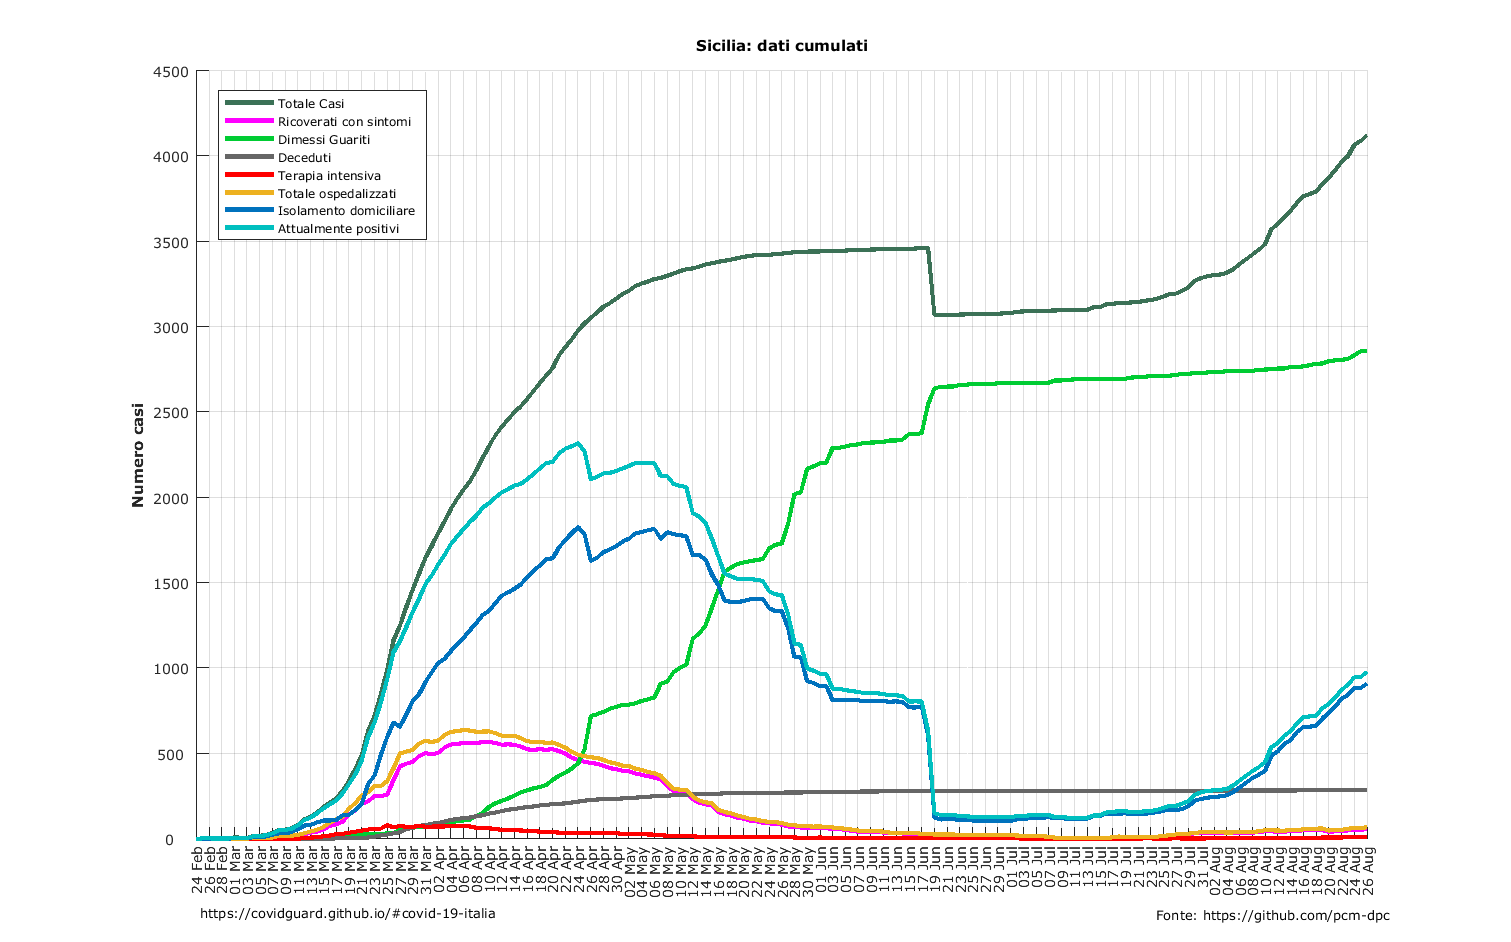 Sicilia: dati cumulati
Numero casi
4500
4000
3500
3000
2500
2000
1500
1000
500
0
Totale Casi
Ricoverati con sintomi
Dimessi Guariti
Deceduti
Terapia intensiva
Totale ospedalizzati
Isolamento domiciliare
Attualmente positivi
24 Feb
26 Feb
28 Feb
01 Mar
03 Mar
05 Mar
07 Mar
09 Mar
11 Mar
13 Mar
15 Mar
17 Mar
19 Mar
21 Mar
23 Mar
25 Mar
27 Mar
29 Mar
31 Mar
02 Apr
04 Apr
06 Apr
08 Apr
10 Apr
12 Apr
14 Apr
16 Apr
18 Apr
20 Apr
22 Apr
24 Apr
26 Apr
28 Apr
30 Apr
02 May
04 May
06 May
08 May
10 May
12 May
14 May
16 May
18 May
20 May
22 May
24 May
26 May
28 May
30 May
01 Jun
03 Jun
05 Jun
07 Jun
09 Jun
11 Jun
13 Jun
15 Jun
17 Jun
19 Jun
21 Jun
23 Jun
25 Jun
27 Jun
29 Jun
01 Jul
03 Jul
05 Jul
07 Jul
09 Jul
11 Jul
13 Jul
15 Jul
17 Jul
19 Jul
21 Jul
23 Jul
25 Jul
27 Jul
29 Jul
31 Jul
02 Aug
04 Aug
06 Aug
08 Aug
10 Aug
12 Aug
14 Aug
16 Aug
18 Aug
20 Aug
22 Aug
24 Aug
26 Aug
https://covidguard.github.io/#covid-19-italia
Fonte: https://github.com/pcm-dpc